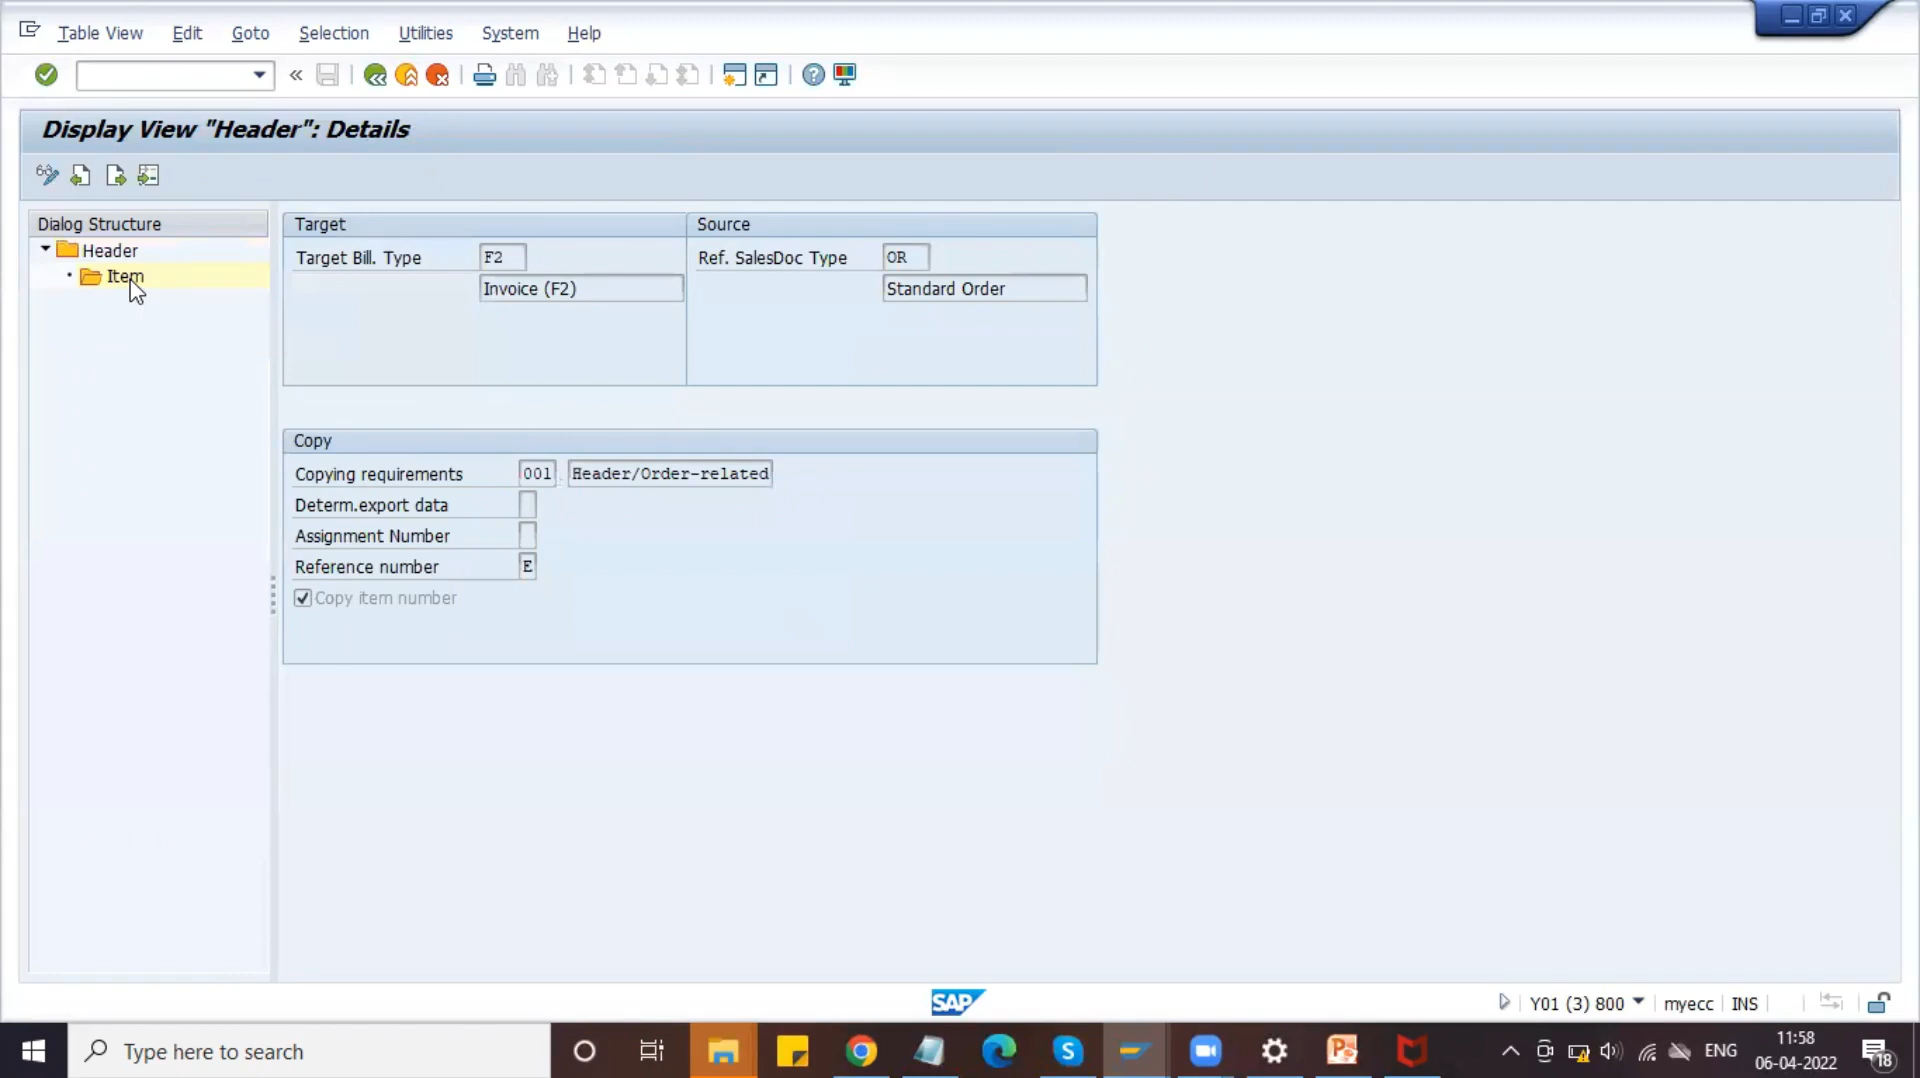 Table View Edit Goto Selection Utilities System Help
Display View "Header": Details
Dialog Structure
Header
Item
Target
Target Bill. Type F2
Invoice (F2)
Source
Ref. SalesDoc Type OR
Standard Order
Copy
Copying requirements 001 Header/Order-related
Determ.export data
Assignment Number
Reference number E
Copy item number
SAP
Y01 (3) 800 myecc INS
Type here to search
ENG
11:58
06-04-2022
18